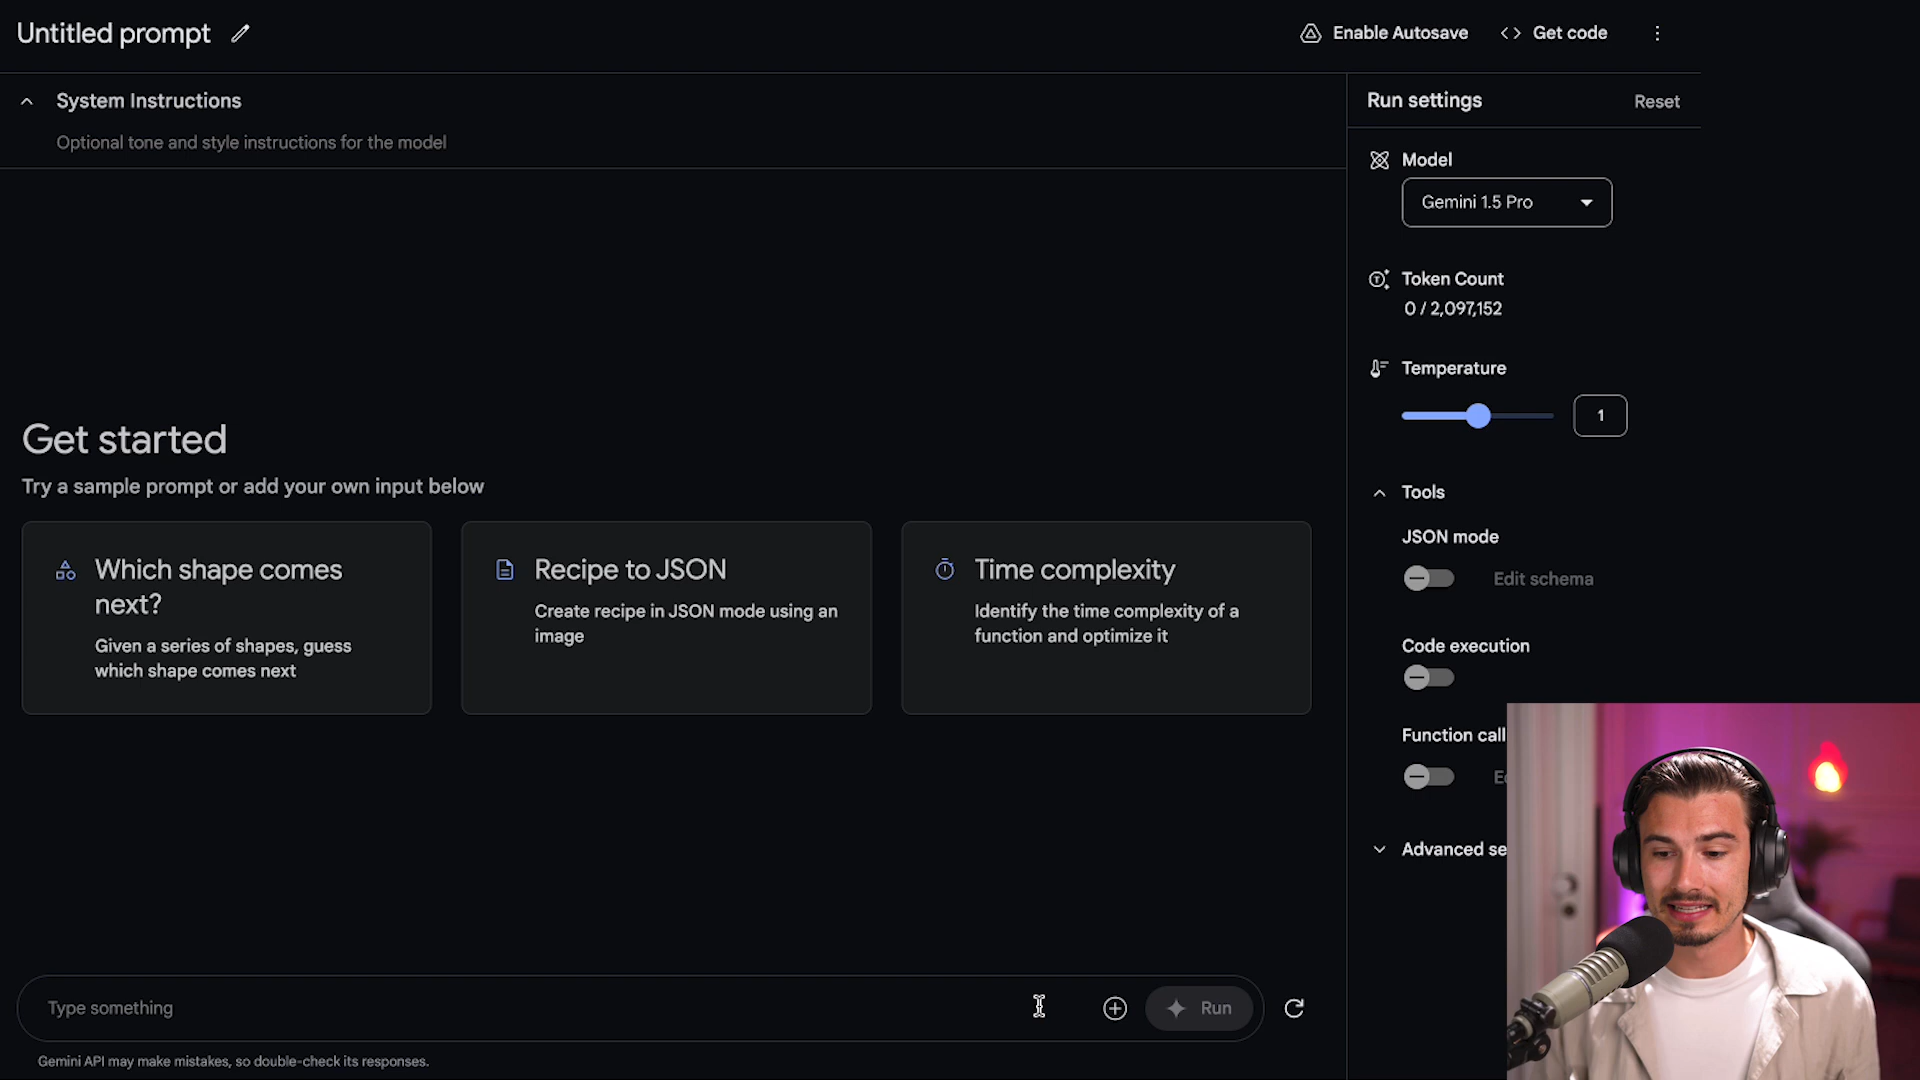 Untitled prompt
Enable Autosave
Get code
System Instructions
Optional tone and style instructions for the model
Run settings
Reset
Model
Gemini 1.5 Pro
Token Count
0 / 2,097,152
Temperature
1
Get started
Try a sample prompt or add your own input below
Which shape comes
next?
Given a series of shapes, guess
which shape comes next
Recipe to JSON
Create recipe in JSON mode using an
image
Time complexity
Identify the time complexity of a
function and optimize it
Tools
JSON mode
Edit schema
Code execution
Function call
Advanced se
Type something
Run
Gemini API may make mistakes, so double-check its responses.